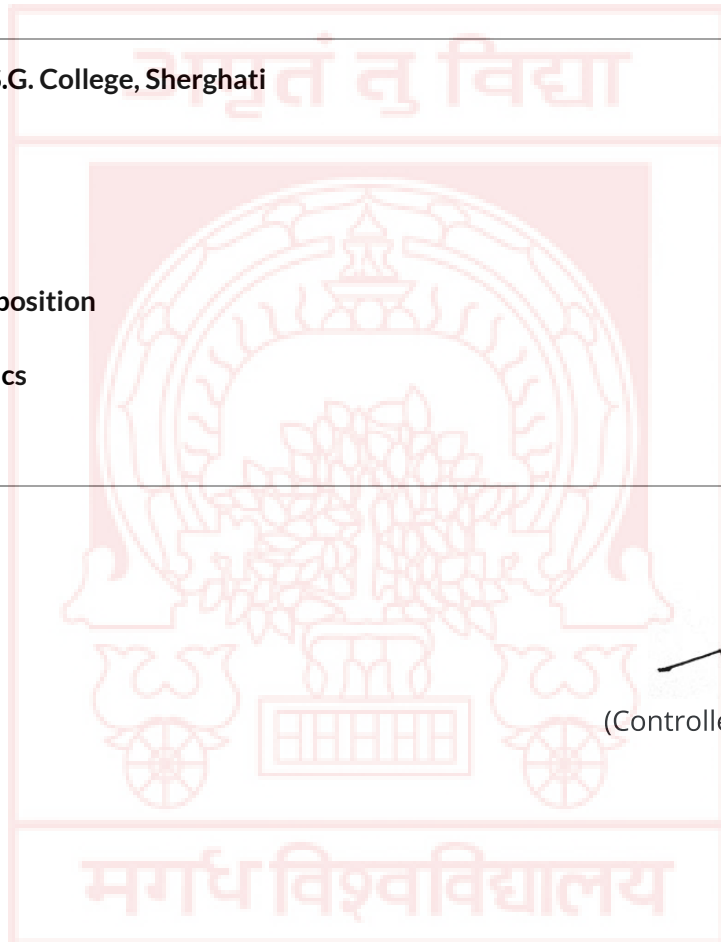 अमृतं तु विद्या
.G. College, Sherghati
position
cs
(Controlle
मगध विश्वविद्यालय